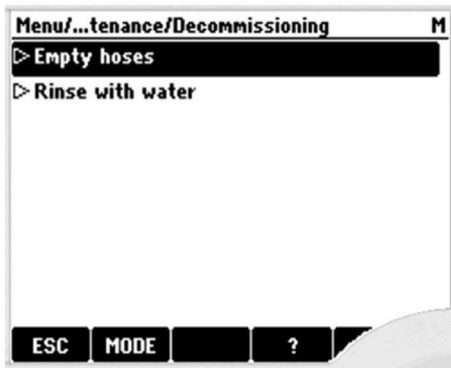 Menu/...tenance/Decommissioning M
▷ Empty hoses
▷ Rinse with water
ESC MODE ?